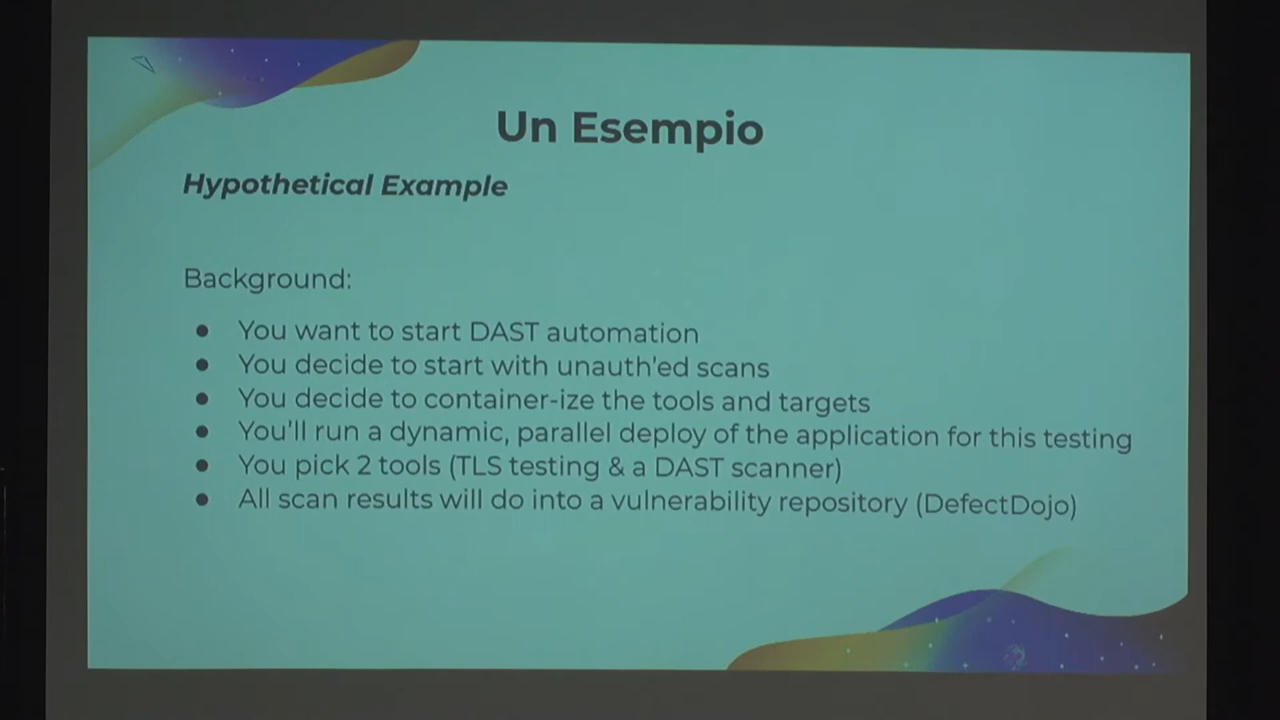 Un Esempio
Hypothetical Example
Background:
● You want to start DAST automation
● You decide to start with unauth'ed scans
● You decide to container-ize the tools and targets
● You'll run a dynamic, parallel deploy of the application for this testing
● You pick 2 tools (TLS testing & a DAST scanner)
● All scan results will do into a vulnerability repository (DefectDojo)